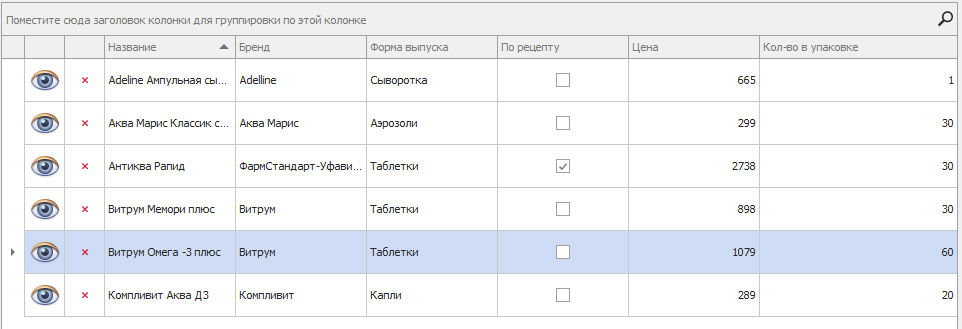 Поместите сюда заголовок колонки для группировки по этой колонке
Название Бренд Форма выпуска По рецепту Цена Кол-во в упаковке
Adeline Ампульная сы... Adelline Сыворотка 665 1
Аква Марис Классик с... Аква Марис Аэрозоли 299 30
Антиква Рапид ФармСтандарт-Уфави... Таблетки 2738 30
Витрум Мемори плюс Витрум Таблетки 898 30
Витрум Омега -3 плюс Витрум Таблетки 1079 60
Компливит Аква Д3 Компливит Капли 289 20